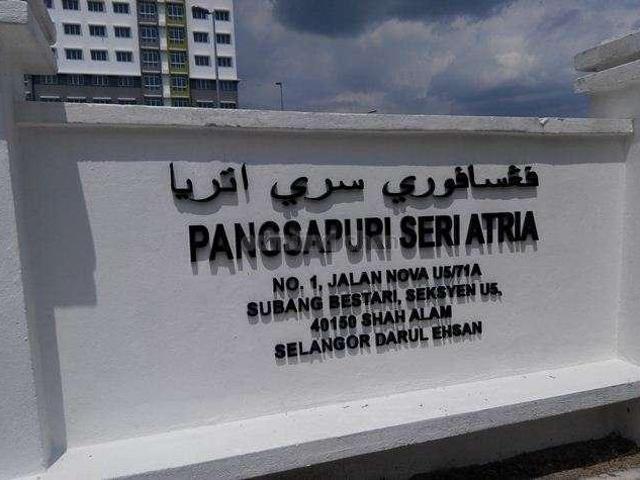 ڤڠساڤوري سري اتريا
PANGSAPURI SERI ATRIA
NO. 1, JALAN NOVA U5/71A
SUBANG BESTARI, SEKSYEN U5,
40150 SHAH ALAM
SELANGOR DARUL EHSAN